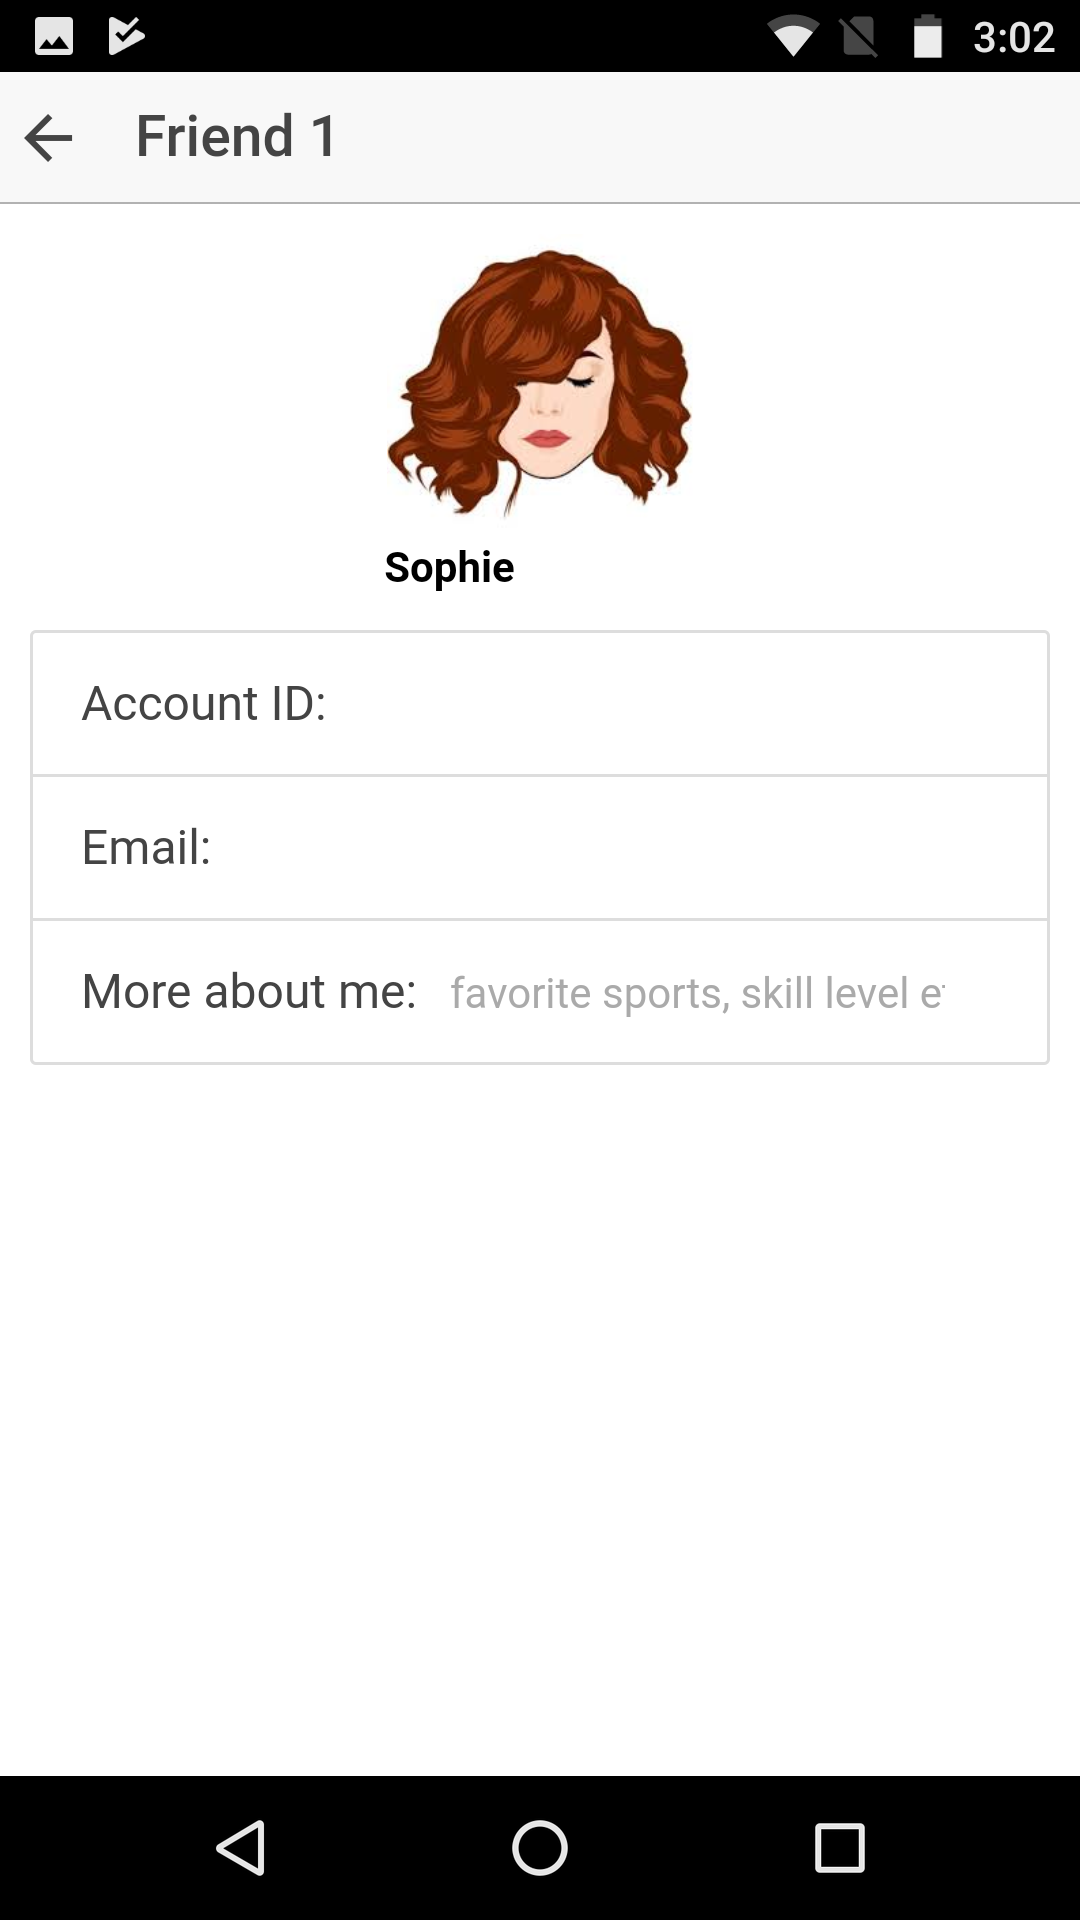 3:02
Friend 1
Sophie
Account ID:
Email:
More about me: favorite sports, skill level e